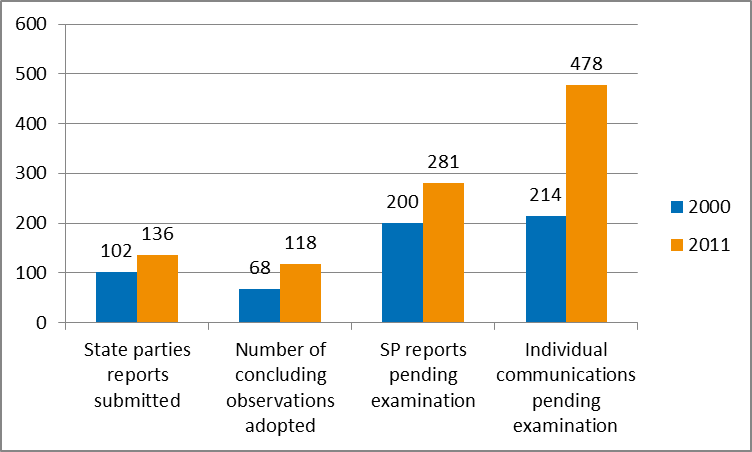 600
500
400
300
200
100
0
102
136
68
118
200
281
214
478
State parties
reports
submitted
Number of
concluding
observations
adopted
SP reports
pending
examination
Individual
communications
pending
examination
2000
2011